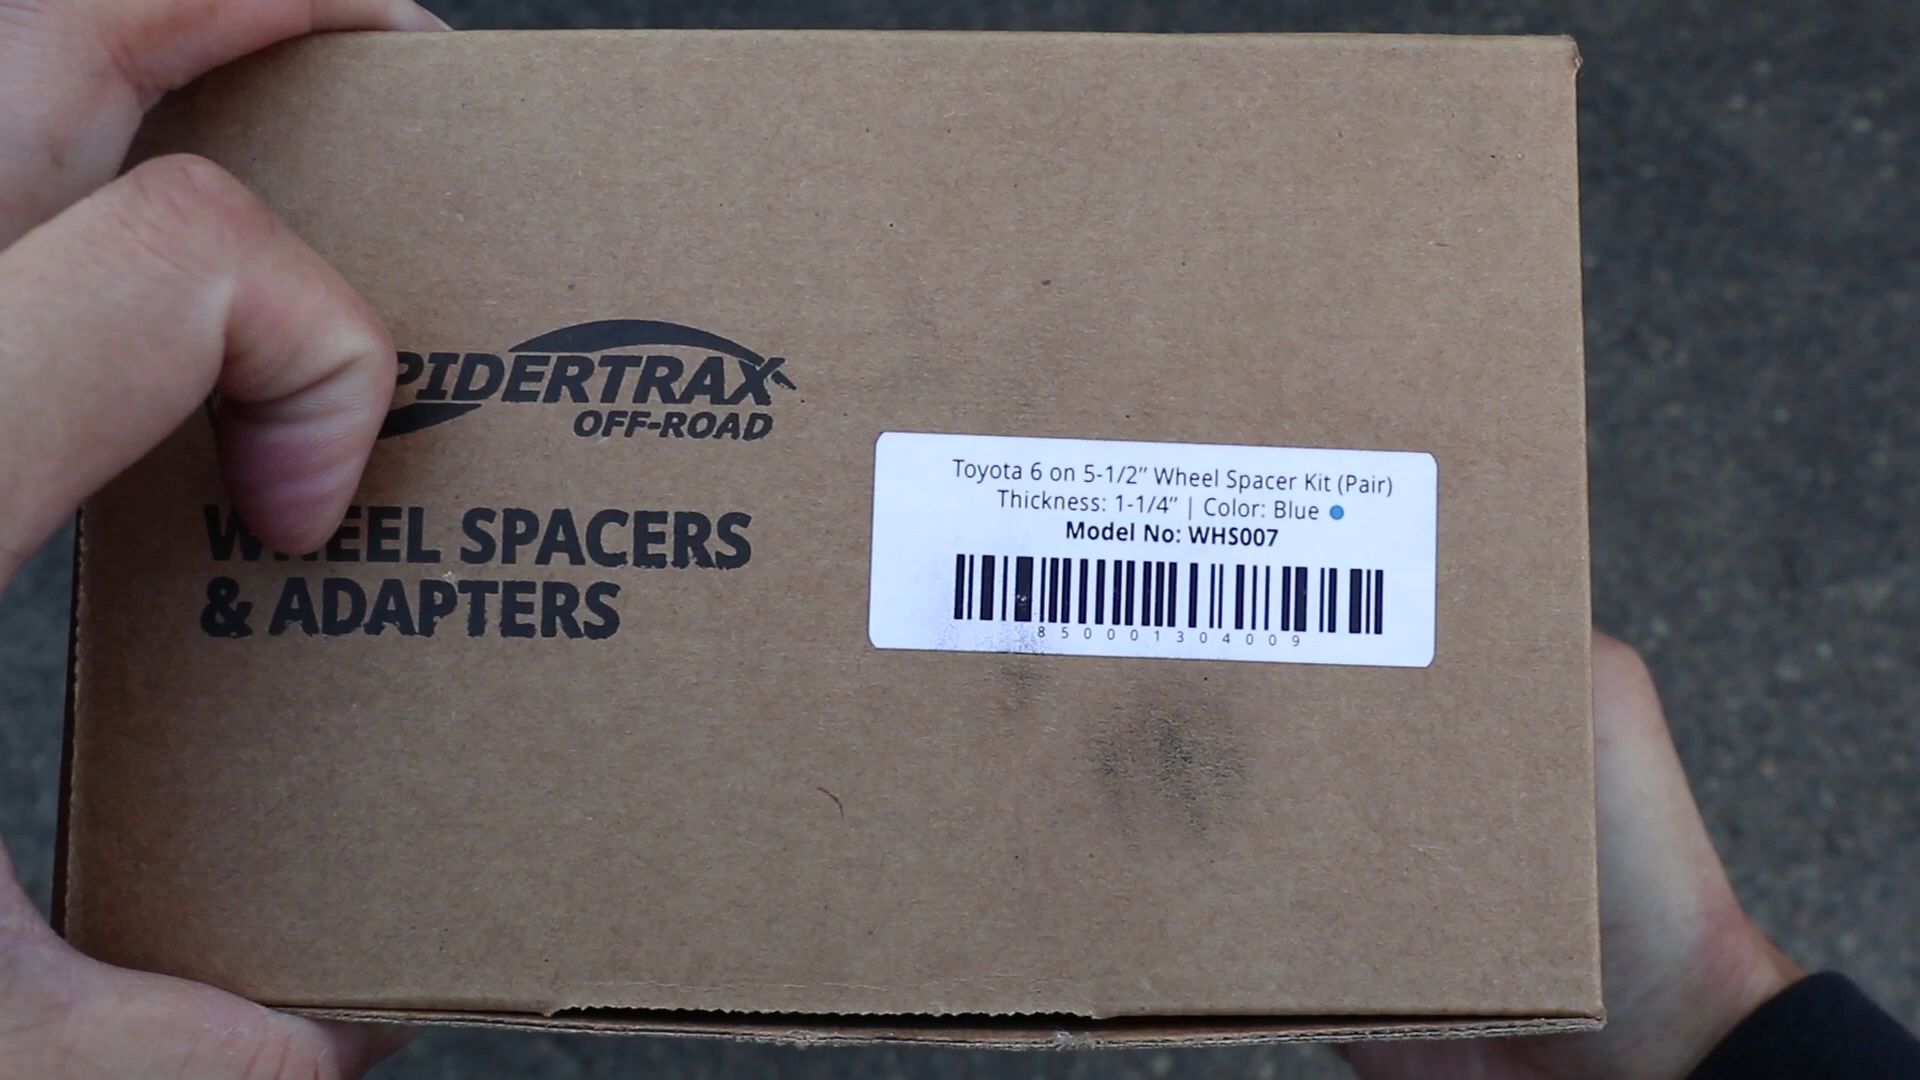 PIDERTRAX
OFF-ROAD
WHEEL SPACERS
& ADAPTERS
Toyota 6 on 5-1/2” Wheel Spacer Kit (Pair)
Thickness: 1-1/4” | Color: Blue
Model No: WHS007
850001304009